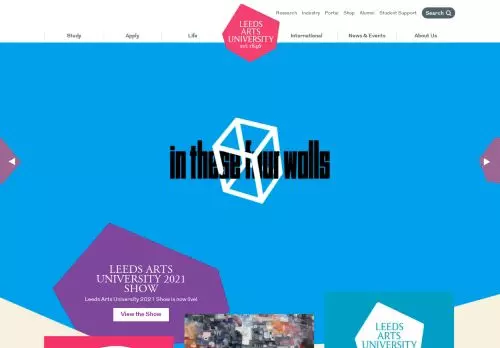 Research Industry Portal Shop Alumni Student Support Search
LEEDS
ARTS
UNIVERSITY
est.1846
Study Apply Life International News & Events About Us
in these four walls
LEEDS ARTS
UNIVERSITY 2021
SHOW
Leeds Arts University 2021 Show is now live!
View the Show
LEEDS
ARTS
UNIVERSITY